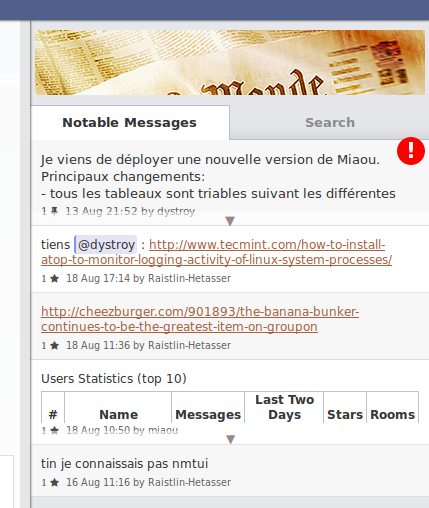 Le Monde
Notable Messages
Search
Je viens de déployer une nouvelle version de Miaou.
Principaux changements:
- tous les tableaux sont triables suivant les différentes
1 13 Aug 21:52 by dystroy
tiens @dystroy : http://www.tecmint.com/how-to-install-
atop-to-monitor-logging-activity-of-linux-system-processes/
1 ★ 18 Aug 17:14 by Raistlin-Hetasser
http://cheezburger.com/901893/the-banana-bunker-
continues-to-be-the-greatest-item-on-groupon
1 ★ 18 Aug 11:36 by Raistlin-Hetasser
Users Statistics (top 10)
# Name Messages Last Two Days Stars Rooms
1 ★ 18 Aug 10:50 by miaou
tin je connaissais pas nmtui
1 ★ 16 Aug 11:16 by Raistlin-Hetasser